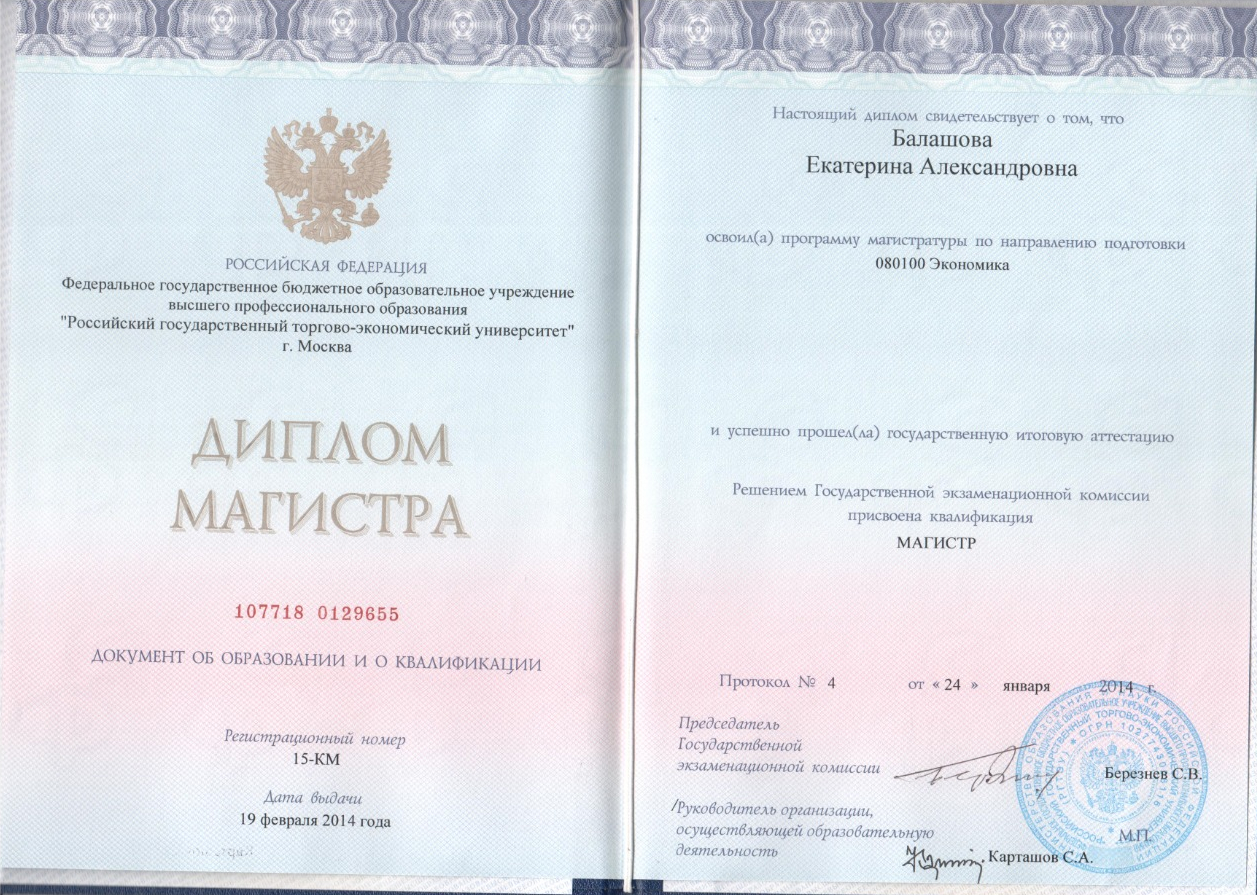 РОССИЙСКАЯ ФЕДЕРАЦИЯ
Федеральное государственное бюджетное образовательное учреждение
высшего профессионального образования
"Российский государственный торгово-экономический университет"
г. Москва
ДИПЛОМ
МАГИСТРА
107718 0129655
ДОКУМЕНТ ОБ ОБРАЗОВАНИИ И О КВАЛИФИКАЦИИ
Регистрационный номер
15-КМ
Дата выдачи
19 февраля 2014 года
Настоящий диплом свидетельствует о том, что
Балашова
Екатерина Александровна
освоил(а) программу магистратуры по направлению подготовки
080100 Экономика
и успешно прошел(ла) государственную итоговую аттестацию
Решением Государственной экзаменационной комиссии
присвоена квалификация
МАГИСТР
Протокол № 4 от « 24 » января 2014 г.
Председатель
Государственной
экзаменационной комиссии
Березнев С.В.
/Руководитель организации,
осуществляющей образовательную
деятельность
Карташов С.А.
М.П.